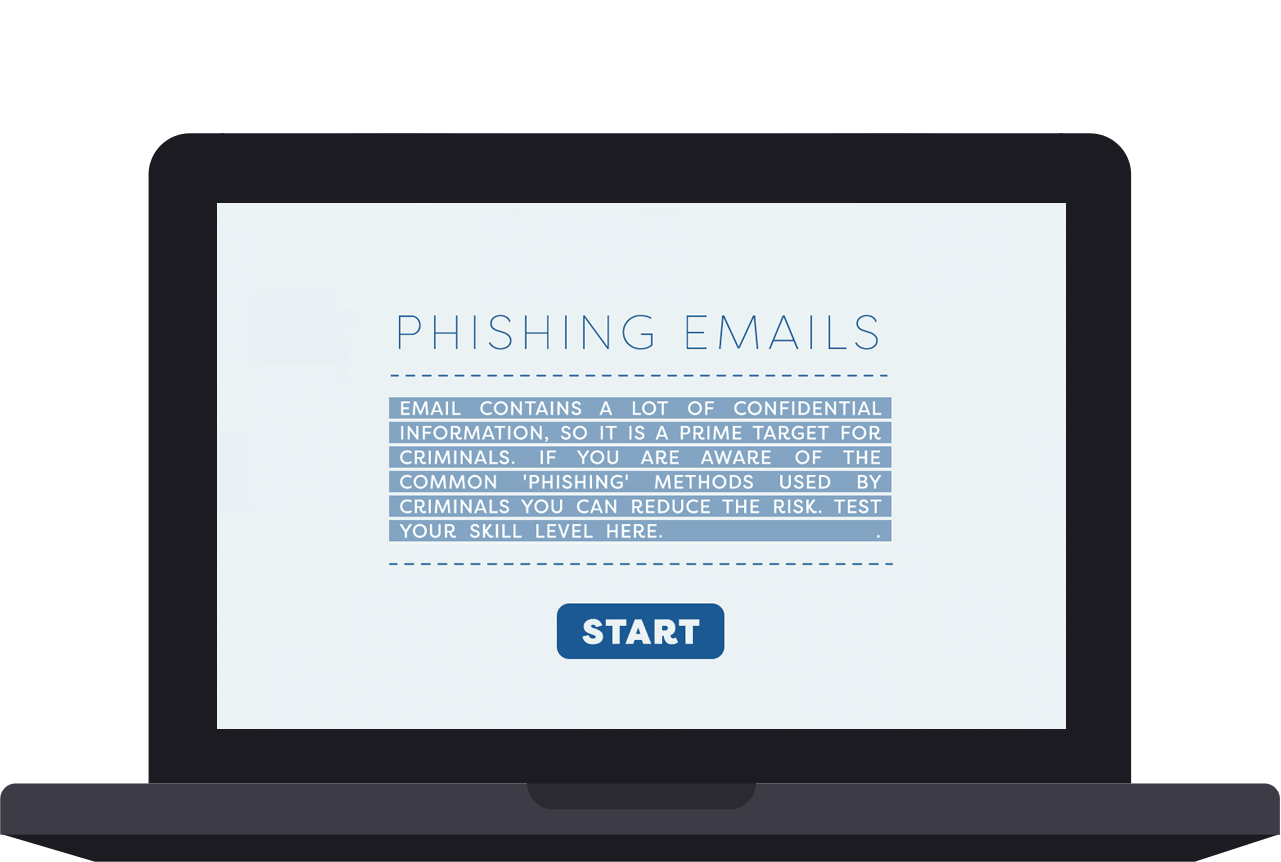 PHISHING EMAILS
EMAIL CONTAINS A LOT OF CONFIDENTIAL
INFORMATION, SO IT IS A PRIME TARGET FOR
CRIMINALS. IF YOU ARE AWARE OF THE
COMMON 'PHISHING' METHODS USED BY
CRIMINALS YOU CAN REDUCE THE RISK. TEST
YOUR SKILL LEVEL HERE. .
START